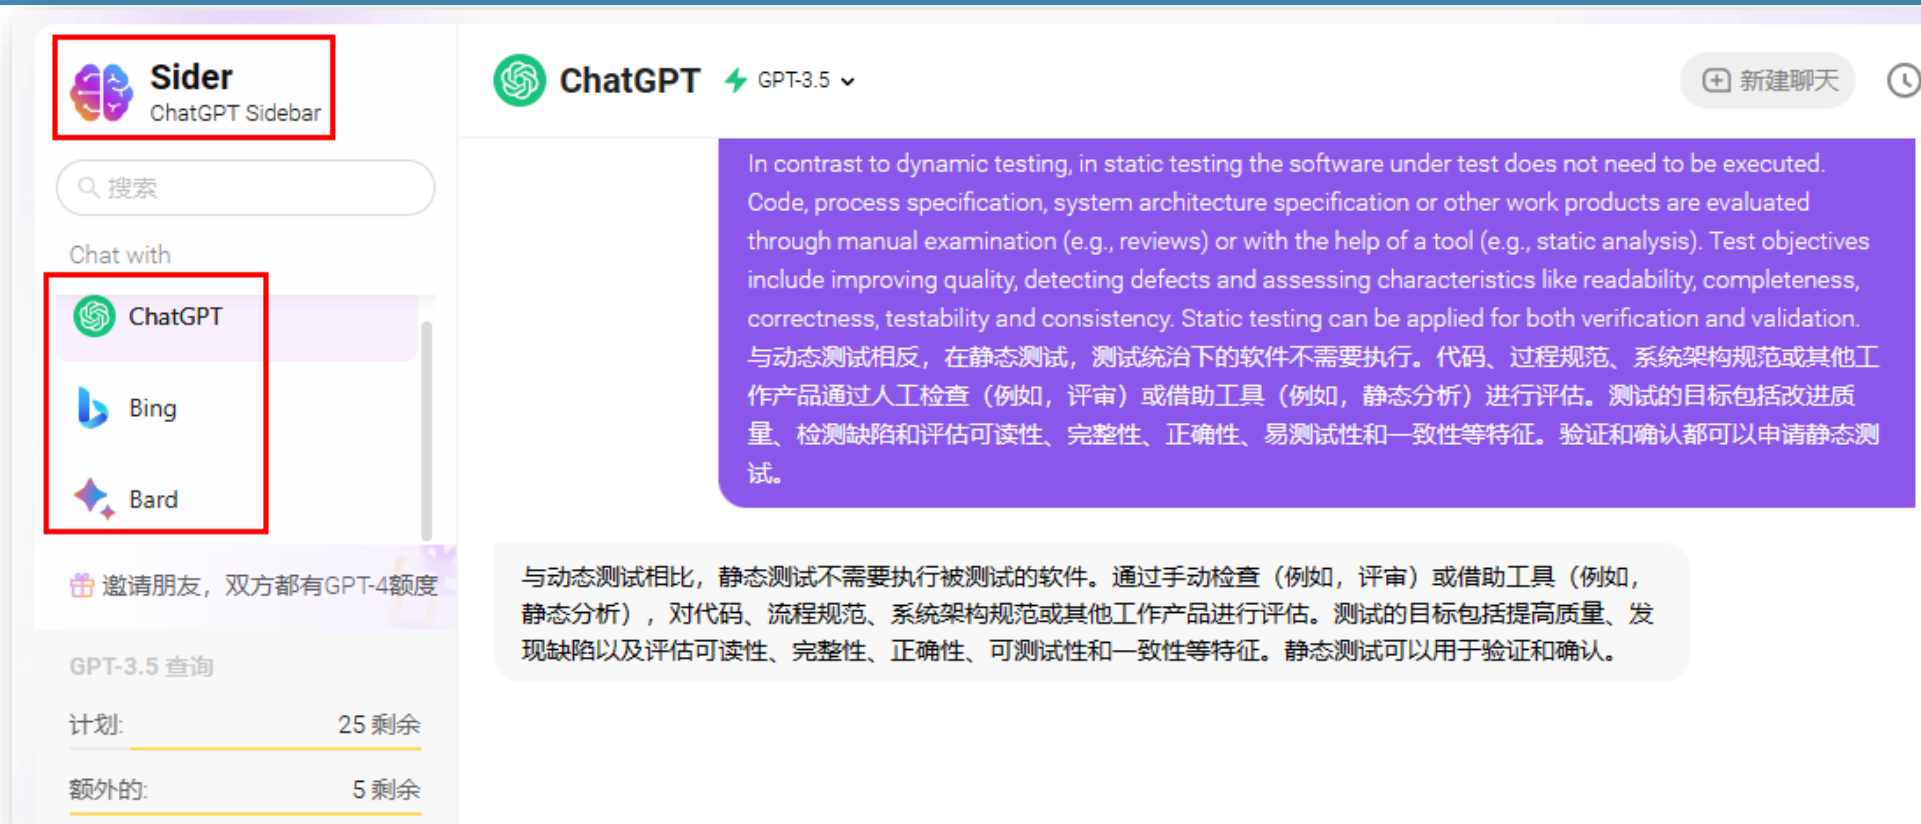 Sider
ChatGPT Sidebar
搜索
Chat with
ChatGPT
Bing
Bard
邀请朋友，双方都有GPT-4额度
GPT-3.5 查询
计划:
25 剩余
额外的:
5 剩余
ChatGPT
GPT-3.5
新建聊天
In contrast to dynamic testing, in static testing the software under test does not need to be executed.
Code, process specification, system architecture specification or other work products are evaluated
through manual examination (e.g., reviews) or with the help of a tool (e.g., static analysis). Test objectives
include improving quality, detecting defects and assessing characteristics like readability, completeness,
correctness, testability and consistency. Static testing can be applied for both verification and validation.
与动态测试相反，在静态测试，测试统治下的软件不需要执行。代码、过程规范、系统架构规范或其他工
作产品通过人工检查（例如，评审）或借助工具（例如，静态分析）进行评估。测试的目标包括改进质
量、检测缺陷和评估可读性、完整性、正确性、易测试性和一致性等特征。验证和确认都可以申请静态测
试。
与动态测试相比，静态测试不需要执行被测试的软件。通过手动检查（例如，评审）或借助工具（例如，
静态分析），对代码、流程规范、系统架构规范或其他工作产品进行评估。测试的目标包括提高质量、发
现缺陷以及评估可读性、完整性、正确性、可测试性和一致性等特征。静态测试可以用于验证和确认。